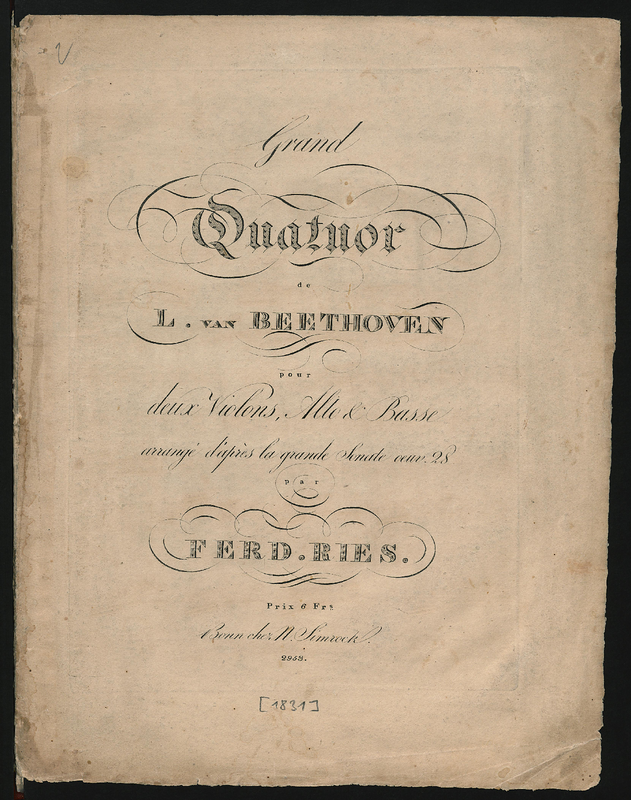 V
Grand
Quatuor
de
L. VAN BEETHOVEN
pour
deux Violons, Alto & Basse
arrangé d'après la grande Sonate oeuv. 28
par
FERD. RIES.
Prix 6 Frs
Bonn chez N. Simrock.
2958.
[1831]